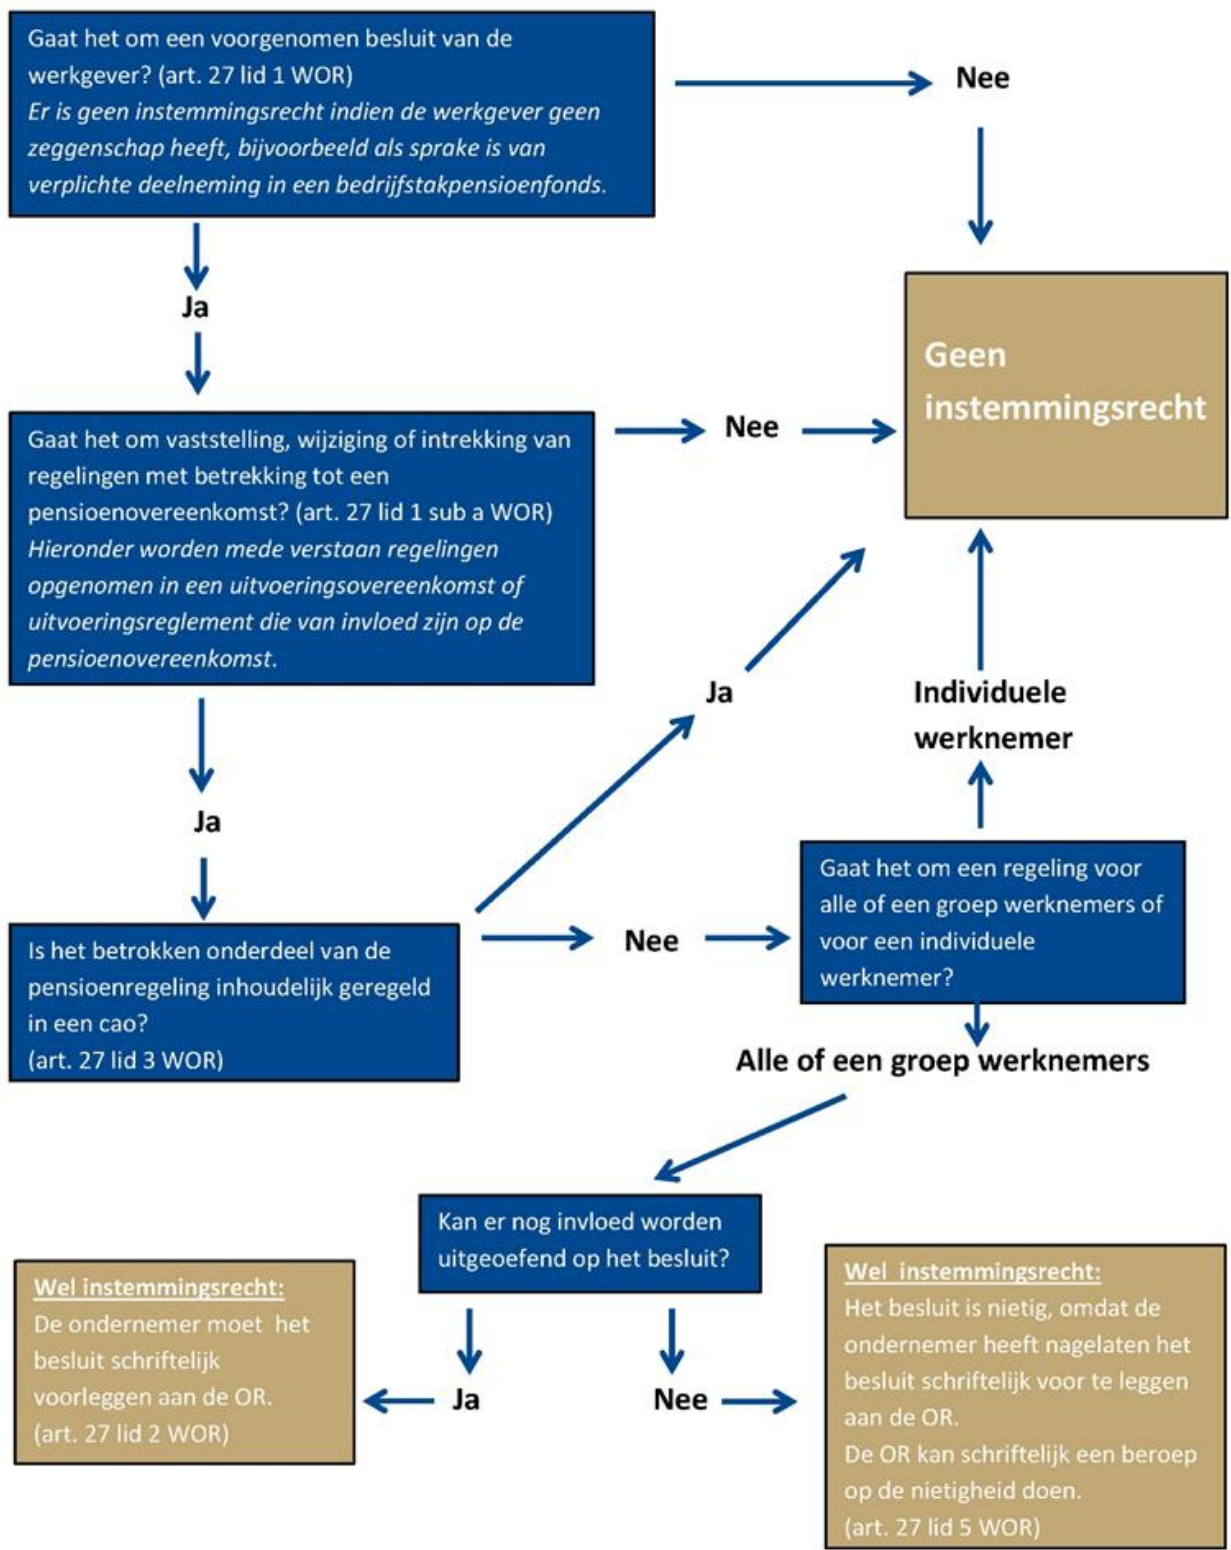 Gaat het om een voorgenomen besluit van de
werkgever? (art. 27 lid 1 WOR)
Er is geen instemmingsrecht indien de werkgever geen
zeggenschap heeft, bijvoorbeeld als sprake is van
verplichte deelneming in een bedrijfstakpensioenfonds.
Nee
Ja
Geen
instemmingsrecht
Gaat het om vaststelling, wijziging of intrekking van
regelingen met betrekking tot een
pensioenovereenkomst? (art. 27 lid 1 sub a WOR)
Hieronder worden mede verstaan regelingen
opgenomen in een uitvoeringsovereenkomst of
uitvoeringsreglement die van invloed zijn op de
pensioenovereenkomst.
Nee
Ja
Ja
Individuele
werknemer
Is het betrokken onderdeel van de
pensioenregeling inhoudelijk geregeld
in een cao?
(art. 27 lid 3 WOR)
Nee
Gaat het om een regeling voor
alle of een groep werknemers of
voor een individuele
werknemer?
Alle of een groep werknemers
Kan er nog invloed worden
uitgeoefend op het besluit?
Wel instemmingsrecht:
De ondernemer moet  het
besluit schriftelijk
voorleggen aan de OR.
(art. 27 lid 2 WOR)
Ja
Nee
Wel  instemmingsrecht:
Het besluit is nietig, omdat de
ondernemer heeft nagelaten het
besluit schriftelijk voor te leggen
aan de OR.
De OR kan schriftelijk een beroep
op de nietigheid doen.
(art. 27 lid 5 WOR)